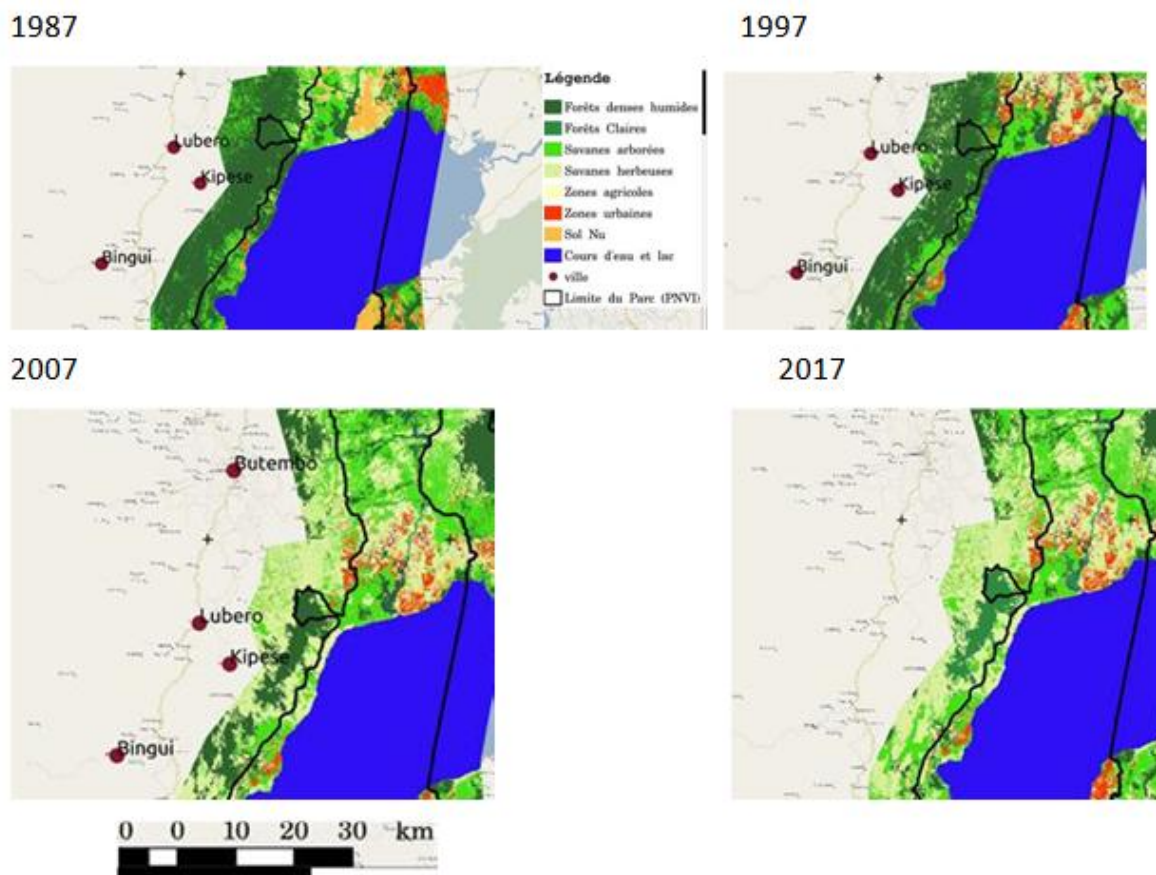 1987
1997
Lubero
Kipese
Bingui
Légende
Forêts denses humides
Forêts Claires
Savanes arborées
Savanes herbeuses
Zones agricoles
Zones urbaines
Sol Nu
Cours d'eau et lac
ville
Limite du Parc (PNVI)
Lubero
Kipese
Bingui
2007
2017
Butembo
Lubero
Kipese
Bingui
0 0 10 20 30 km